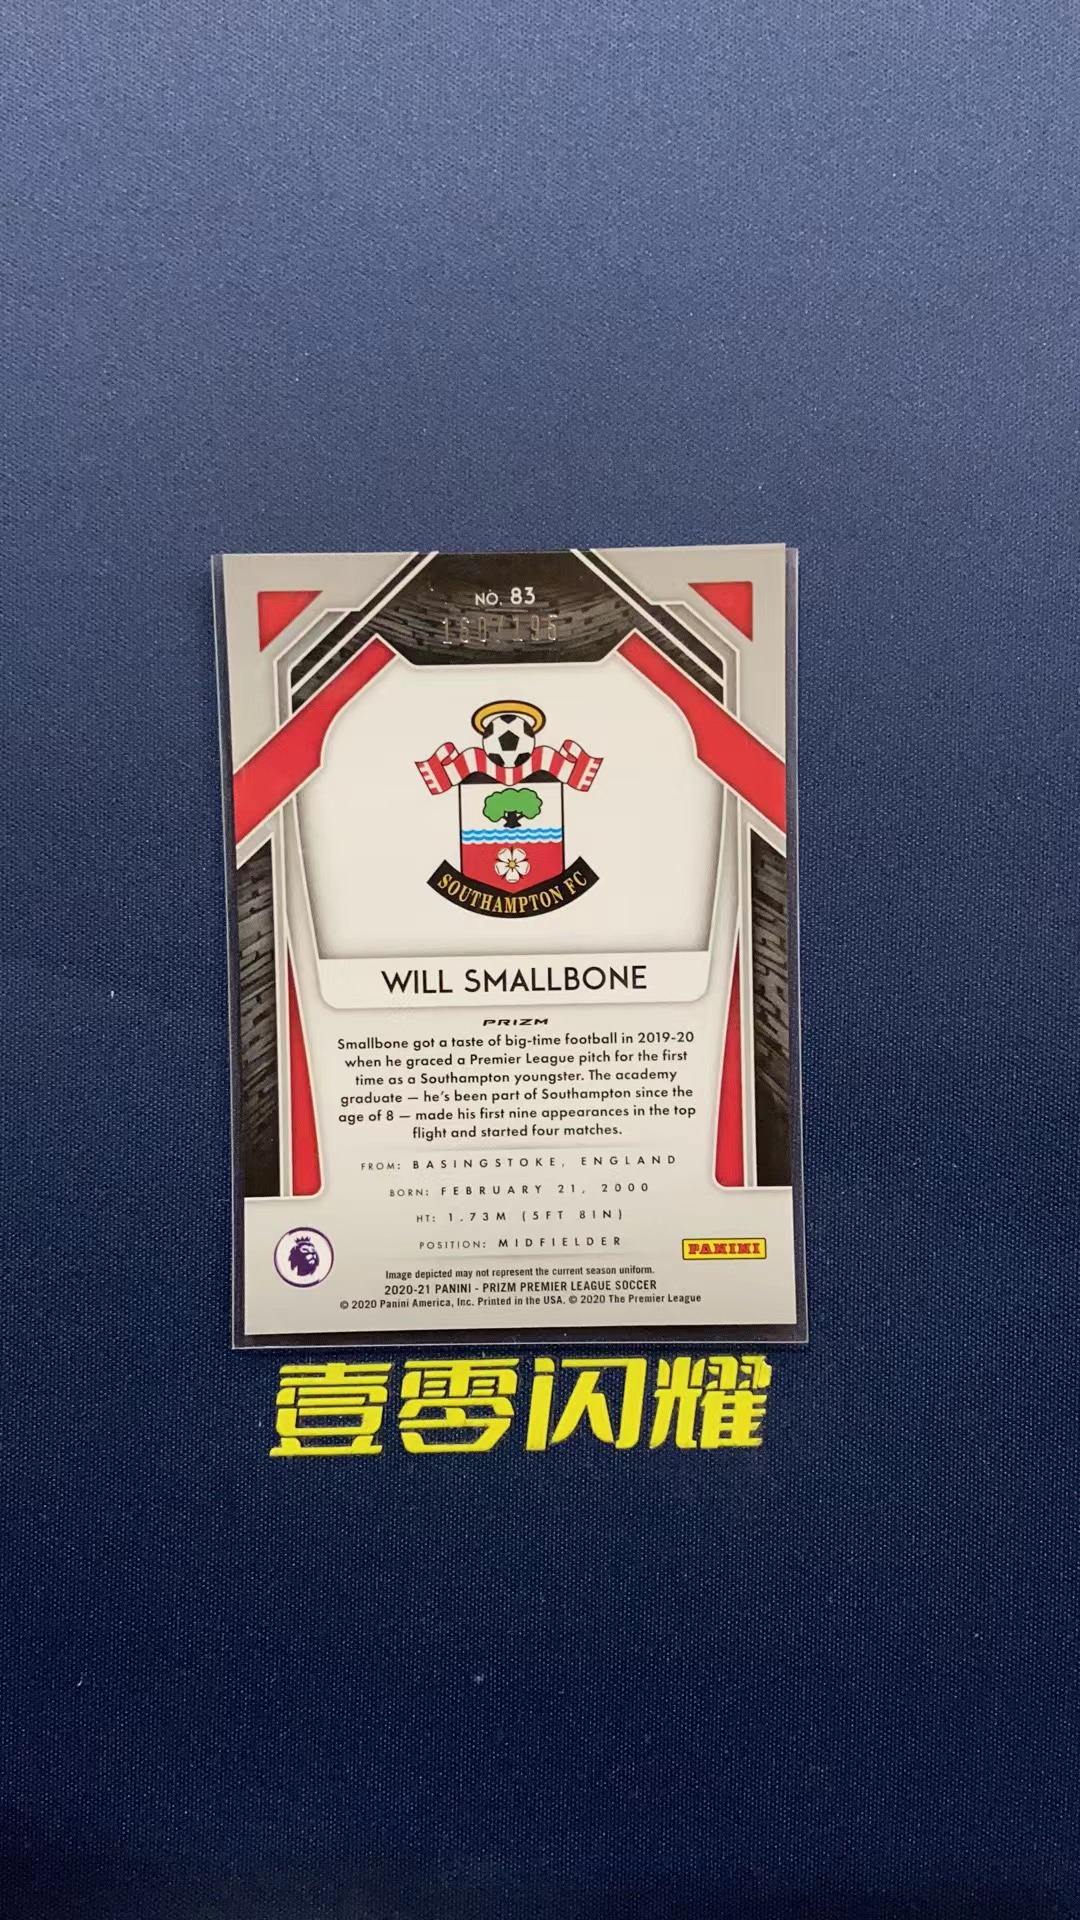 NO. 83
SOUTHAMPTON FC
WILL SMALLBONE
PRIZM
Smallbone got a taste of big-time football in 2019-20
when he graced a Premier League pitch for the first
time as a Southampton youngster. The academy
graduate — he's been part of Southampton since the
age of 8 — made his first nine appearances in the top
flight and started four matches.
FROM: BASINGSTOKE, ENGLAND
BORN: FEBRUARY 21, 2000
HT: 1.73M (5FT 8IN)
POSITION: MIDFIELDER
PANINI
Image depicted may not represent the current season uniform.
2020-21 PANINI - PRIZM PREMIER LEAGUE SOCCER
© 2020 Panini America, Inc. Printed in the USA. © 2020 The Premier League
壹零闪耀